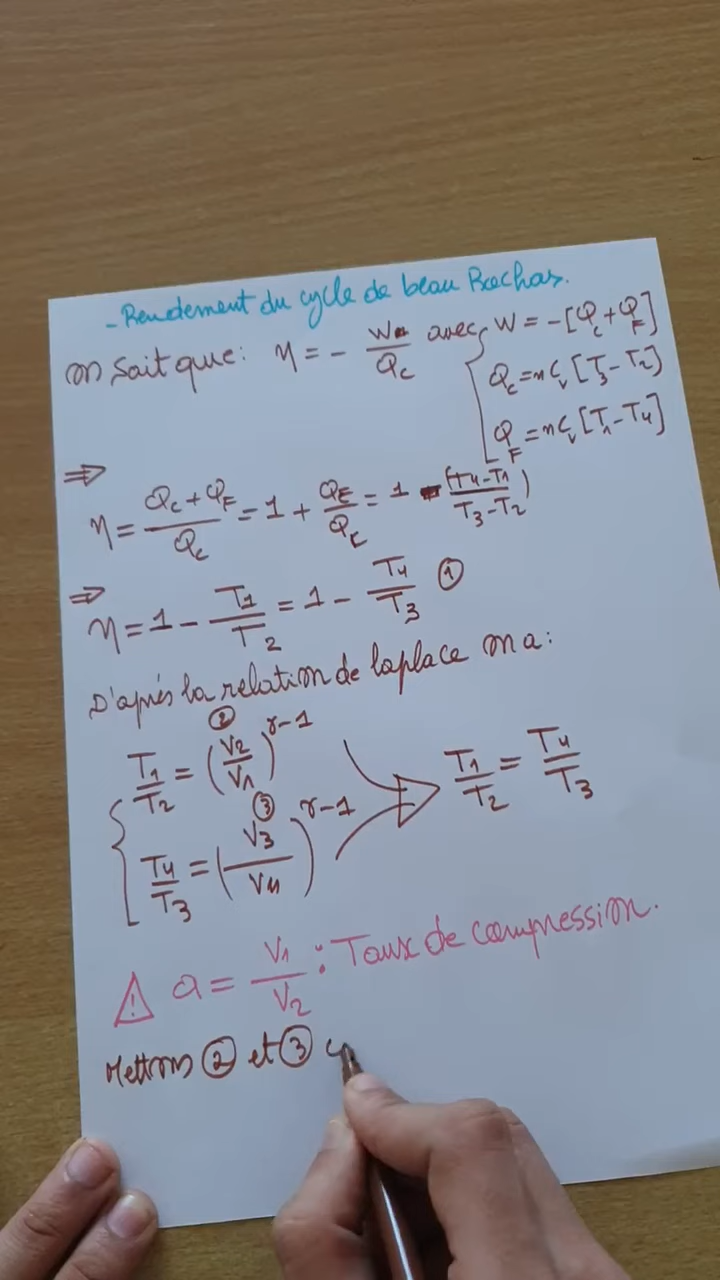 - Rendement du cycle de beau Rochas.
On sait que: η = - W/Qc avec { W = -[Qc + QF]
Qc = nCv [T3 - T2]
QF = nCv [T1 - T4]
⇒
η = (Qc + QF)/Qc = 1 + QF/Qc = 1 - (T4-T1)/(T3-T2)
⇒
η = 1 - T1/T2 = 1 - T4/T3 ①
D'après la relation de laplace on a:
② T1/T2 = (V2/V1)^(γ-1)
③ T4/T3 = (V3/V4)^(γ-1)
T1/T2 = T4/T3
⚠ a = V1/V2 : Taux de compression.
Mettons ② et ③